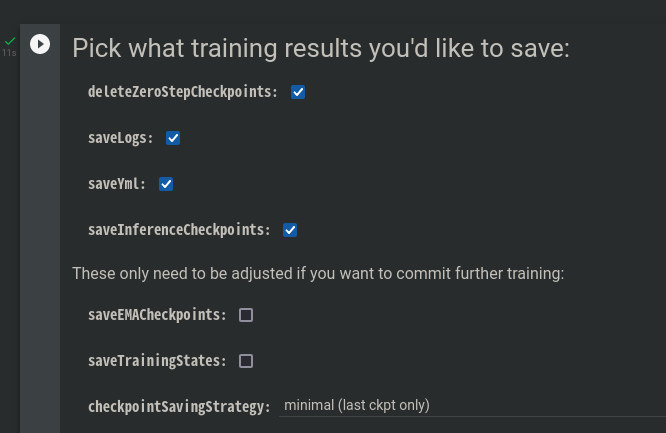 Pick what training results you'd like to save:
11s
deleteZeroStepCheckpoints:
saveLogs:
saveYml:
saveInferenceCheckpoints:
These only need to be adjusted if you want to commit further training:
saveEMACheckpoints:
saveTrainingStates:
checkpointSavingStrategy: minimal (last ckpt only)